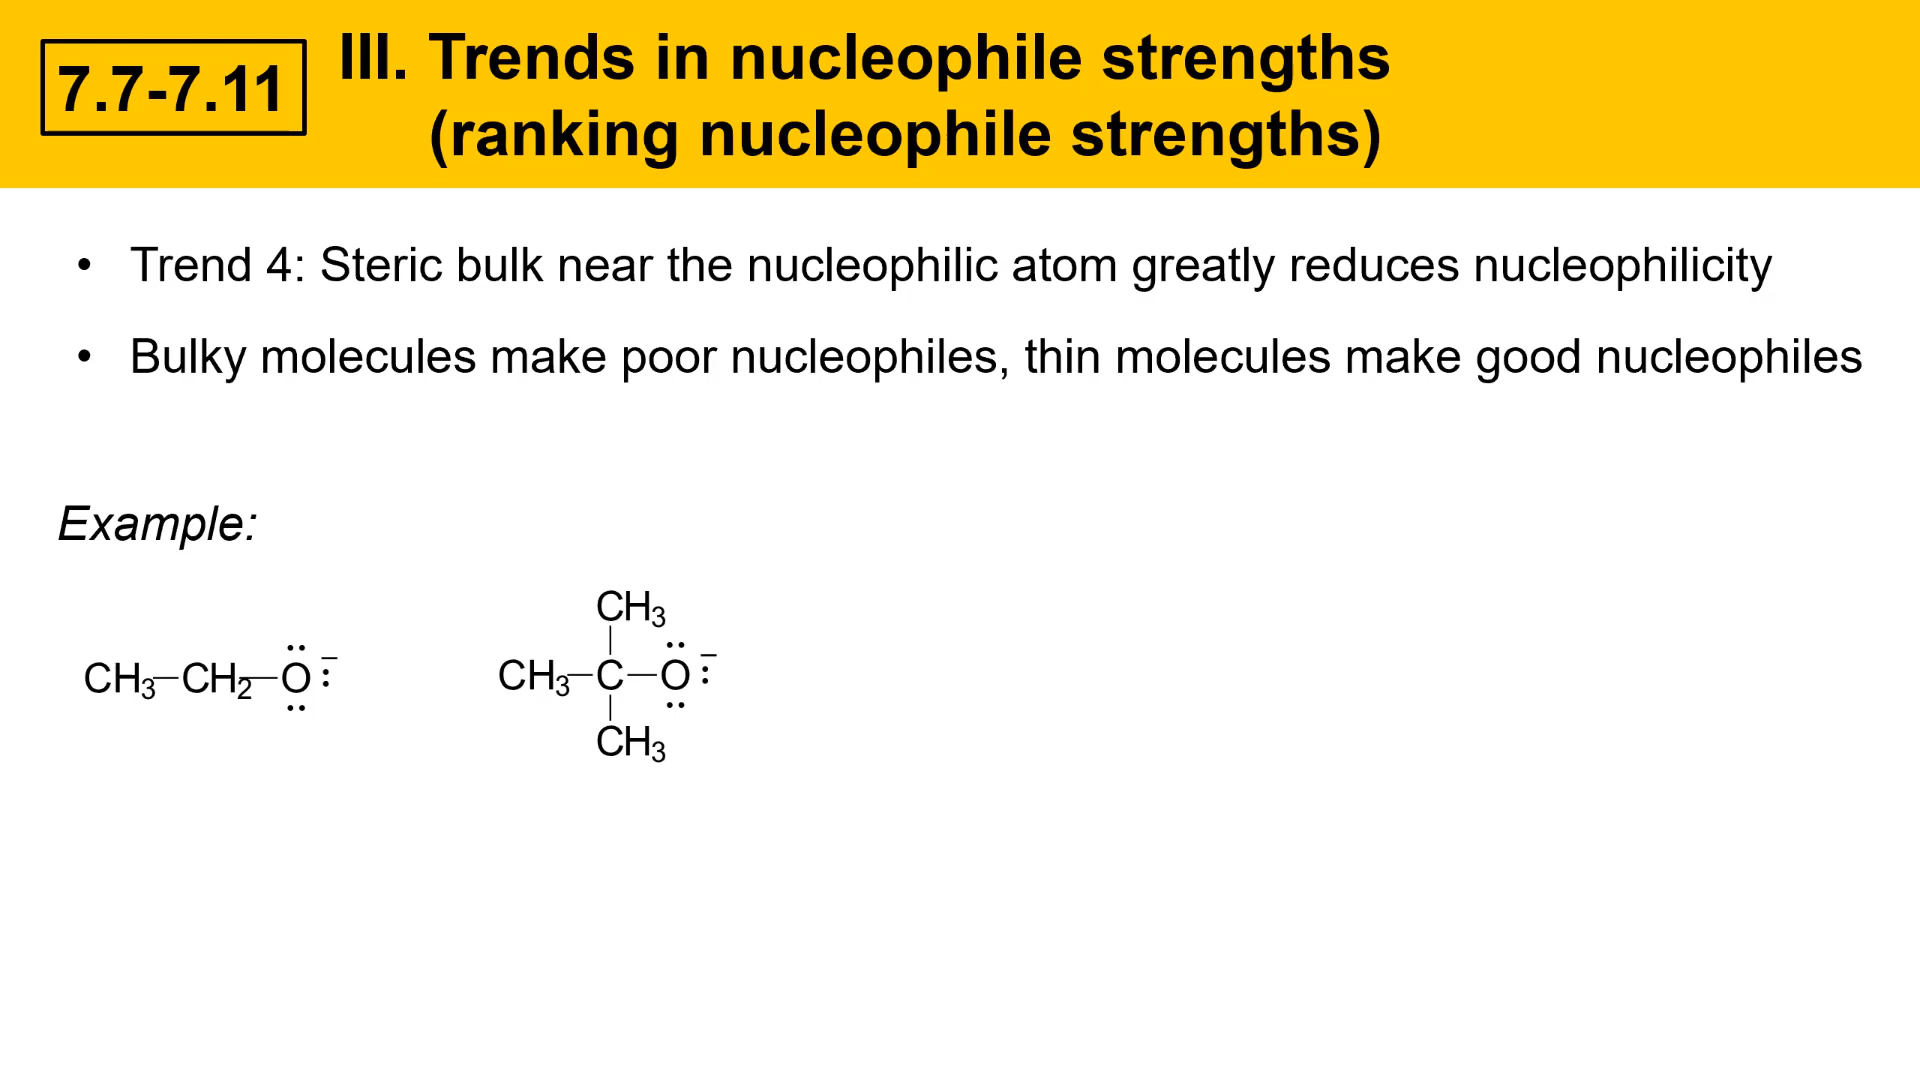 7.7-7.11
III. Trends in nucleophile strengths
(ranking nucleophile strengths)
• Trend 4: Steric bulk near the nucleophilic atom greatly reduces nucleophilicity
• Bulky molecules make poor nucleophiles, thin molecules make good nucleophiles
Example:
CH₃—CH₂—O:⁻
CH₃
CH₃—C—O:⁻
CH₃